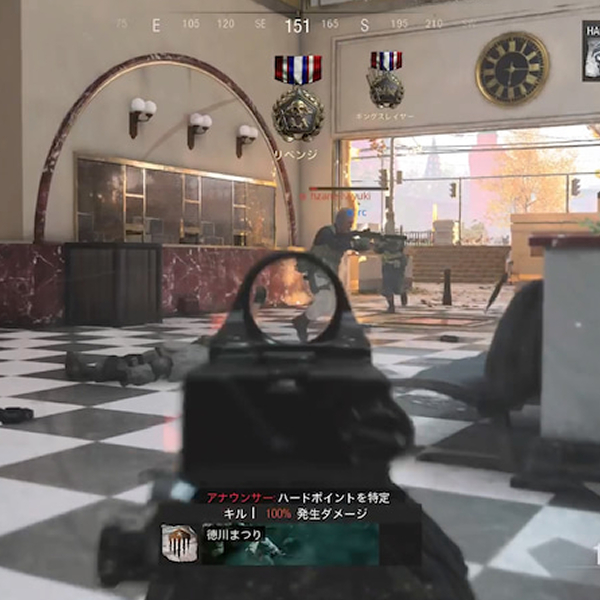 75 E 105 120 SE 151 165 S 195 210
HA
リベンジ
キングスレイヤー
rc
アナウンサー: ハードポイントを特定
キル | 100% 発生ダメージ
徳川まつり